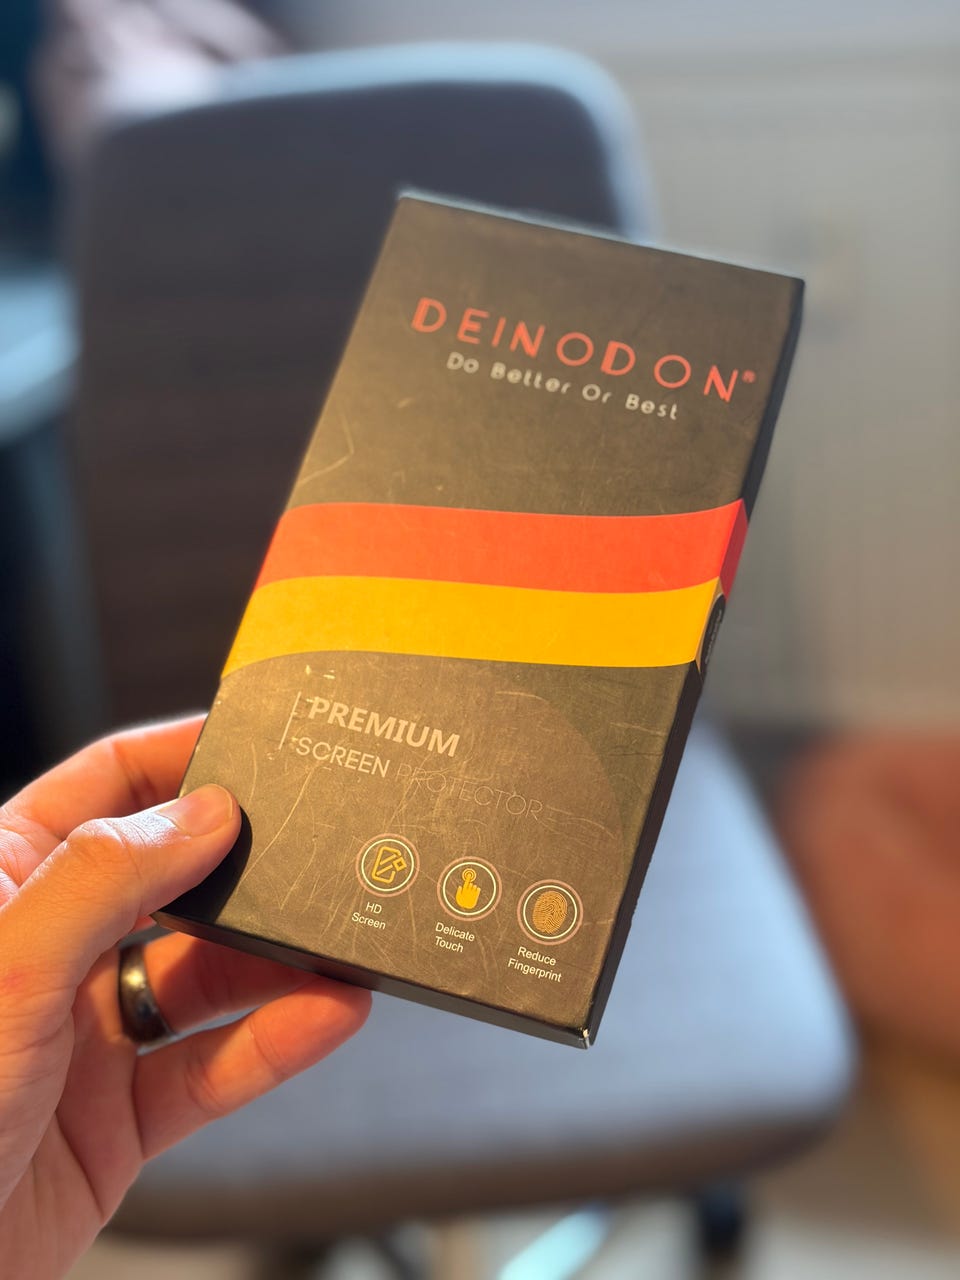 DEINODON®
Do Better Or Best
PREMIUM
SCREEN PROTECTOR
HD
Screen
Delicate
Touch
Reduce
Fingerprint